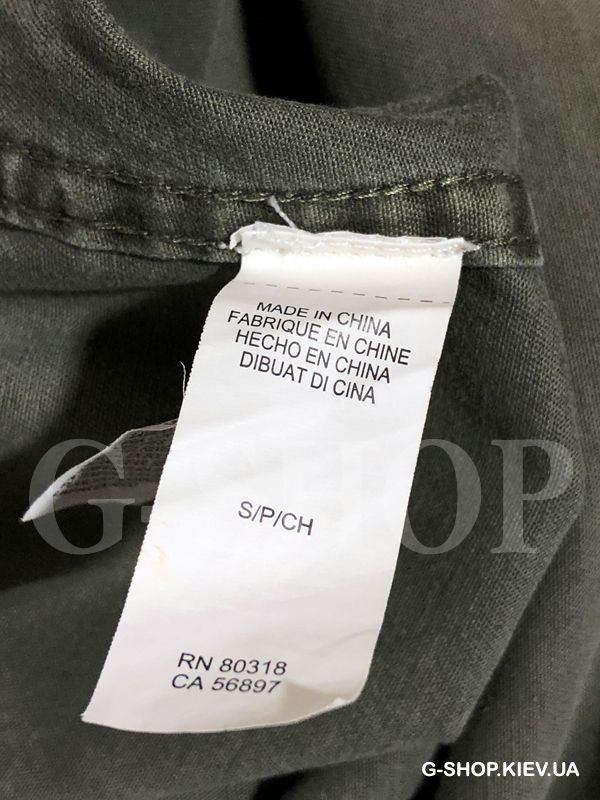 MADE IN CHINA
FABRIQUE EN CHINE
HECHO EN CHINA
DIBUAT DI CINA
S/P/CH
G-SHOP
RN 80318
CA 56897
G-SHOP.KIEV.UA